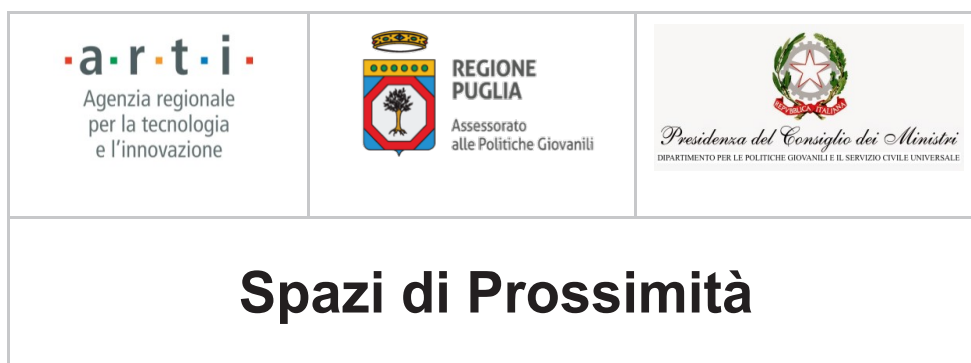 ·a·r·t·i·
Agenzia regionale
per la tecnologia
e l'innovazione
REGIONE
PUGLIA
Assessorato
alle Politiche Giovanili
REPVBBLICA ITALIANA
Presidenza del Consiglio dei Ministri
DIPARTIMENTO PER LE POLITICHE GIOVANILI E IL SERVIZIO CIVILE UNIVERSALE
Spazi di Prossimità